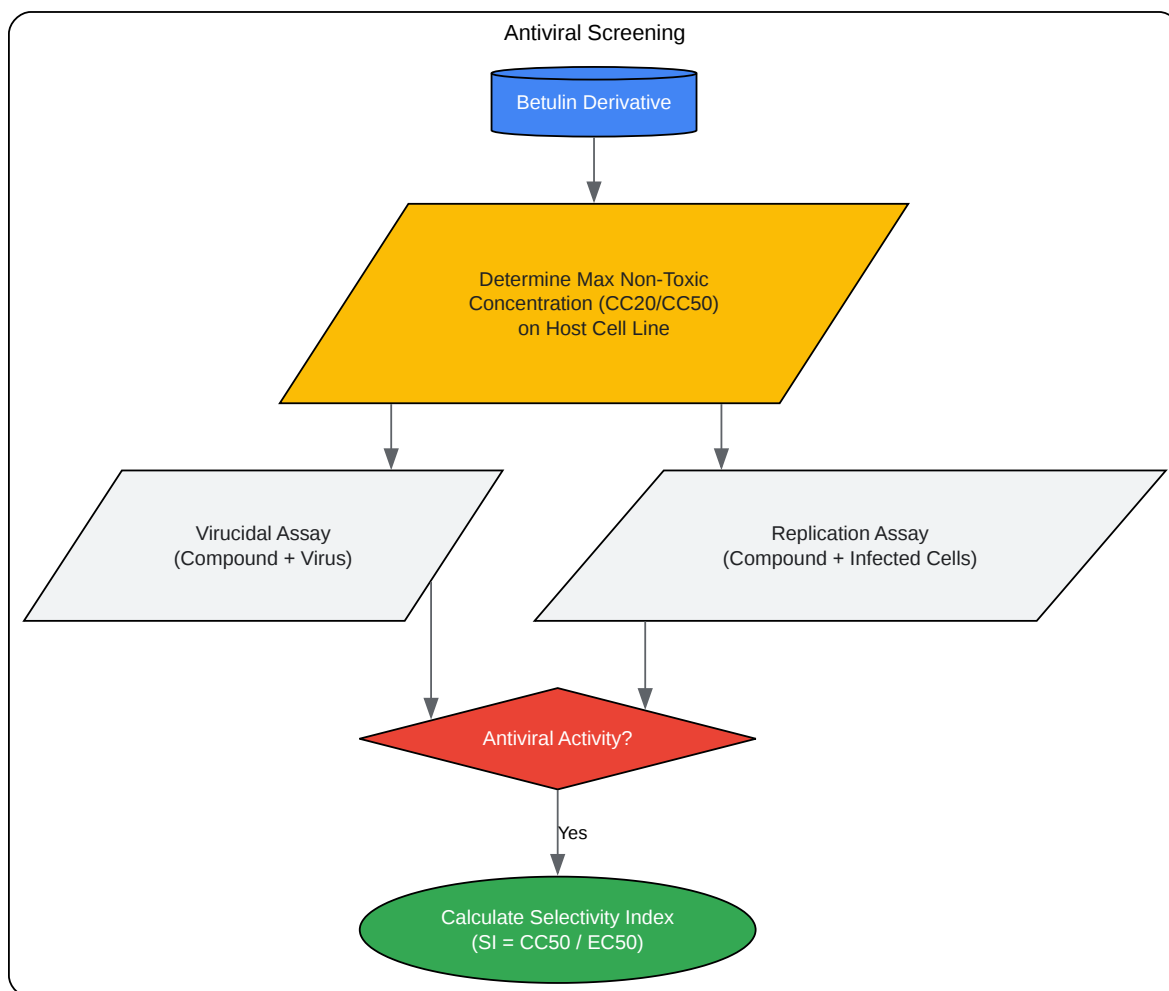 Antiviral Screening
Betulin Derivative
Determine Max Non-Toxic
Concentration (CC20/CC50)
on Host Cell Line
Virucidal Assay
(Compound + Virus)
Replication Assay
(Compound + Infected Cells)
Antiviral Activity?
Yes
Calculate Selectivity Index
(SI = CC50 / EC50)